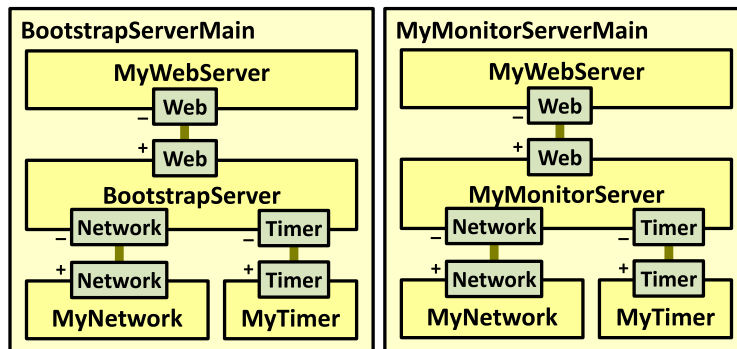 BootstrapServerMain
MyWebServer
Web
–
+
Web
BootstrapServer
Network
Timer
–
–
+
+
Network
Timer
MyNetwork
MyTimer
MyMonitorServerMain
MyWebServer
Web
–
+
Web
MyMonitorServer
Network
Timer
–
–
+
+
Network
Timer
MyNetwork
MyTimer